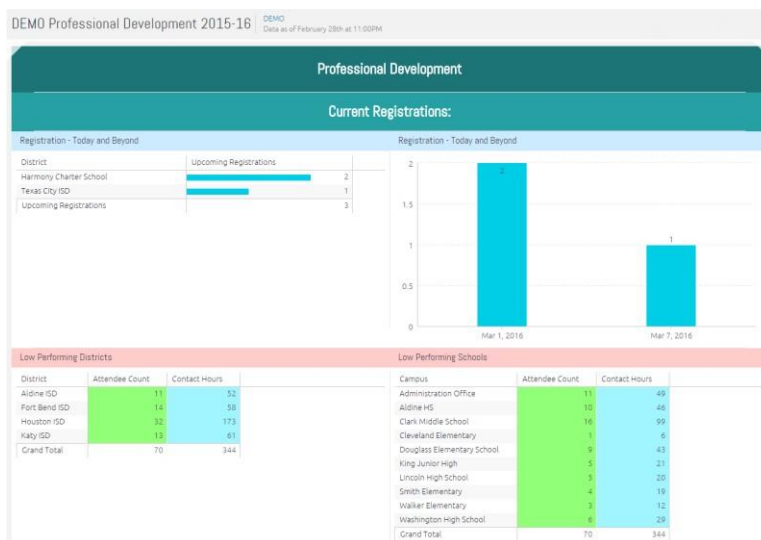 DEMO Professional Development 2015-16
DEMO
Data as of February 28th at 11:00PM
Professional Development
Current Registrations:
Registration - Today and Beyond
District Upcoming Registrations
Harmony Charter School 2
Texas City ISD 1
Upcoming Registrations 3
Registration - Today and Beyond
2
1.5
1
0.5
0
2
1
Mar 1, 2016 Mar 7, 2016
Low Performing Districts
District Attendee Count Contact Hours
Aldine ISD 11 52
Fort Bend ISD 14 58
Houston ISD 32 173
Katy ISD 13 61
Grand Total 70 344
Low Performing Schools
Campus Attendee Count Contact Hours
Administration Office 11 49
Aldine HS 10 46
Clark Middle School 16 99
Cleveland Elementary 1 6
Douglass Elementary School 9 43
King Junior High 5 21
Lincoln High School 5 20
Smith Elementary 4 19
Walker Elementary 3 12
Washington High School 6 29
Grand Total 70 344